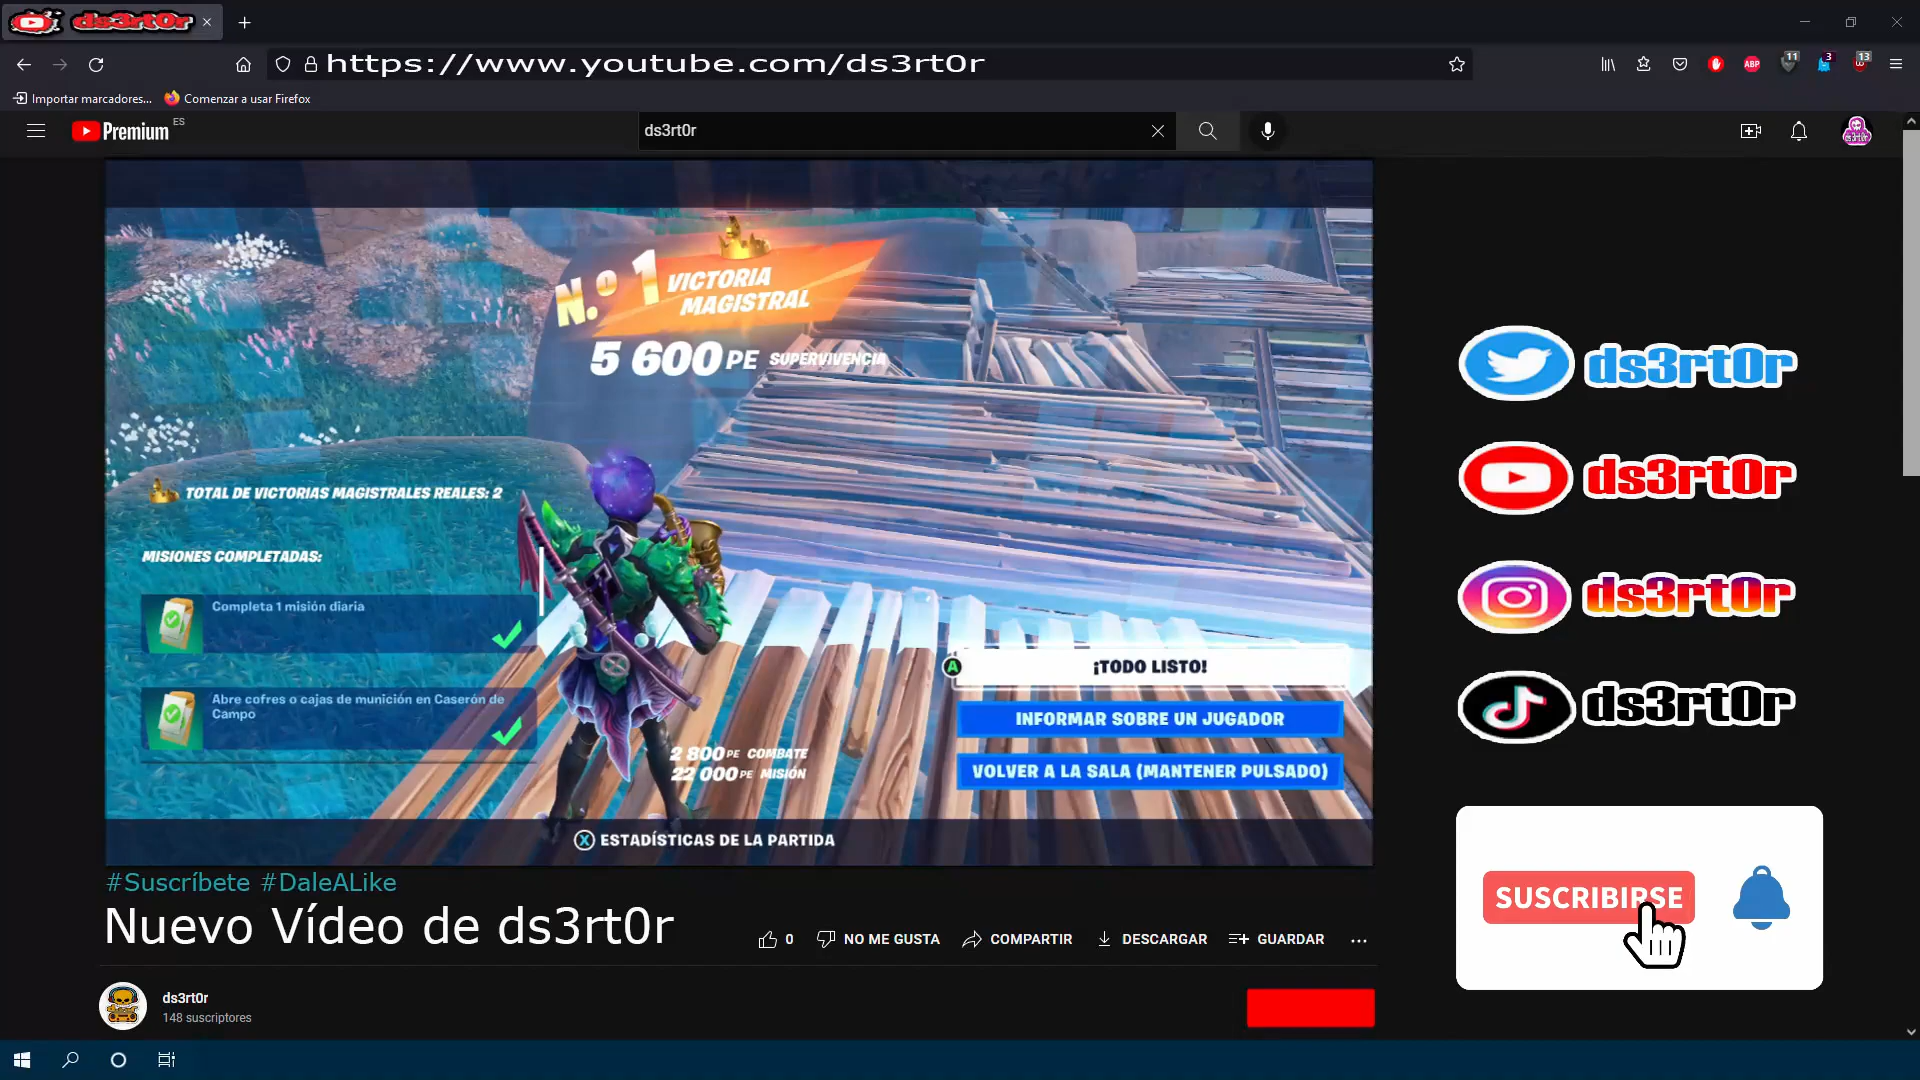 ds3rt0r
https://www.youtube.com/ds3rt0r
ABP
11
3
13
Importar marcadores...
Comenzar a usar Firefox
Premium
ES
ds3rt0r
N.º 1 VICTORIA
MAGISTRAL
5 600 PE SUPERVIVENCIA
TOTAL DE VICTORIAS MAGISTRALES REALES: 2
MISIONES COMPLETADAS:
Completa 1 misión diaria
Abre cofres o cajas de munición en Caserón de
Campo
2 800 PE COMBATE
22 000 PE MISIÓN
A
¡TODO LISTO!
INFORMAR SOBRE UN JUGADOR
VOLVER A LA SALA (MANTENER PULSADO)
X ESTADÍSTICAS DE LA PARTIDA
ds3rt0r
ds3rt0r
ds3rt0r
ds3rt0r
SUSCRIBIRSE
#Suscríbete #DaleALike
Nuevo Vídeo de ds3rt0r
0
NO ME GUSTA
COMPARTIR
DESCARGAR
GUARDAR
ds3rt0r
148 suscriptores